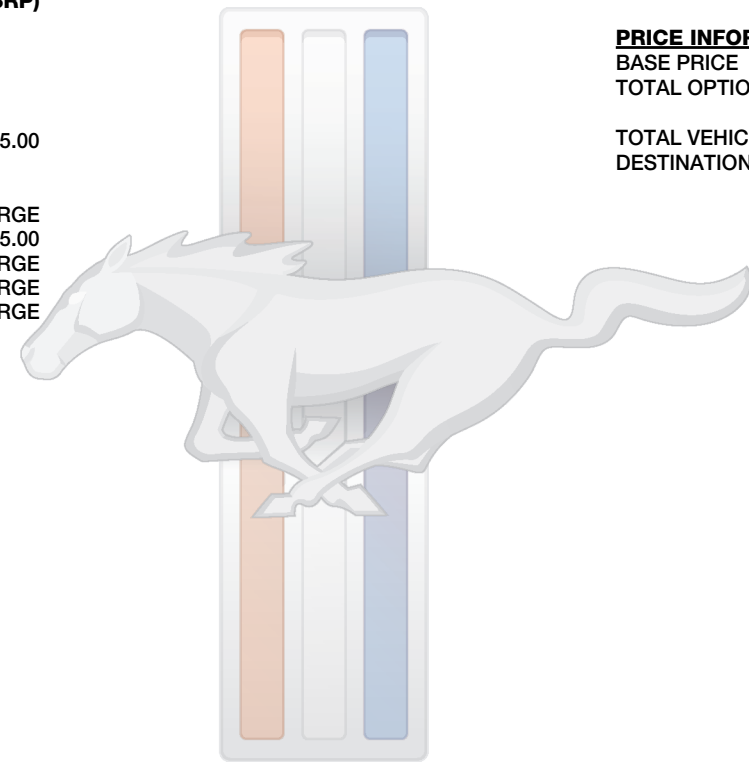 SRP)
5.00
RGE
5.00
RGE
RGE
RGE
PRICE INFOR
BASE PRICE
TOTAL OPTIO
TOTAL VEHIC
DESTINATION